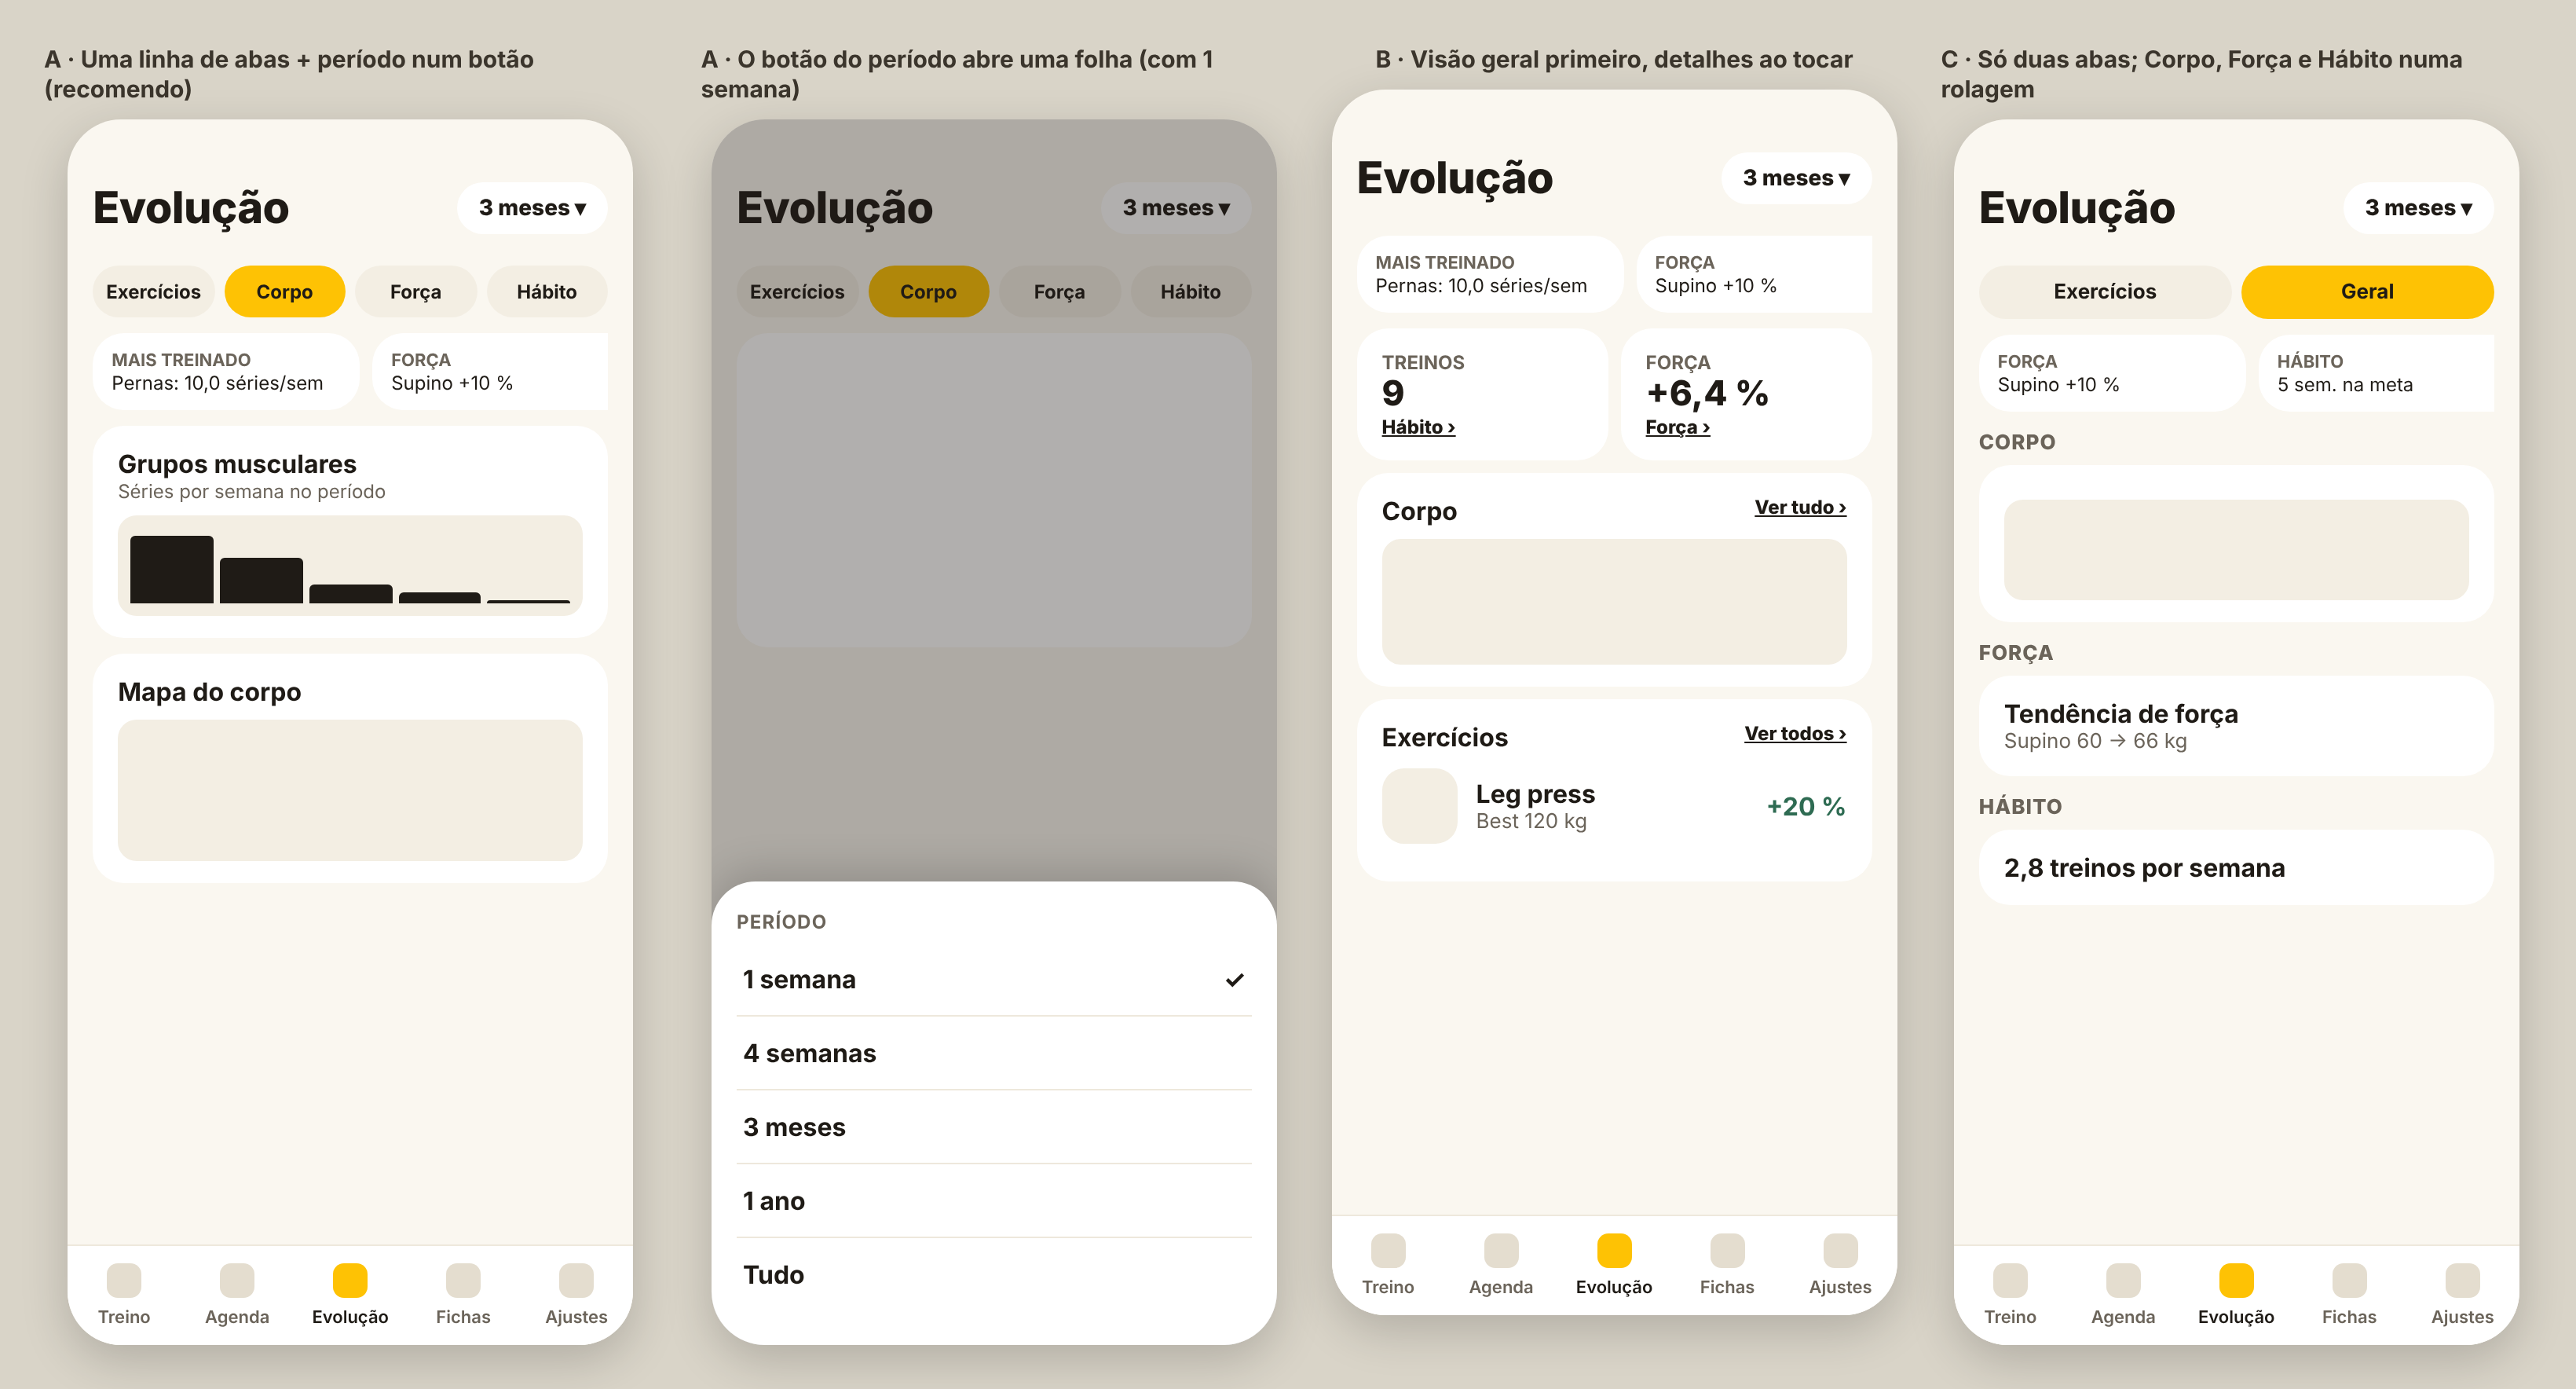 A · Uma linha de abas + período num botão
(recomendo)
Evolução
3 meses ▾
Exercícios
Corpo
Força
Hábito
MAIS TREINADO
Pernas: 10,0 séries/sem
FORÇA
Supino +10 %
Grupos musculares
Séries por semana no período
Mapa do corpo
Treino
Agenda
Evolução
Fichas
Ajustes
A · O botão do período abre uma folha (com 1
semana)
Evolução
3 meses ▾
Exercícios
Corpo
Força
Hábito
PERÍODO
1 semana ✓
4 semanas
3 meses
1 ano
Tudo
B · Visão geral primeiro, detalhes ao tocar
Evolução
3 meses ▾
MAIS TREINADO
Pernas: 10,0 séries/sem
FORÇA
Supino +10 %
TREINOS
9
Hábito ›
FORÇA
+6,4 %
Força ›
Corpo
Ver tudo ›
Exercícios
Ver todos ›
Leg press
Best 120 kg
+20 %
Treino
Agenda
Evolução
Fichas
Ajustes
C · Só duas abas; Corpo, Força e Hábito numa
rolagem
Evolução
3 meses ▾
Exercícios
Geral
FORÇA
Supino +10 %
HÁBITO
5 sem. na meta
CORPO
FORÇA
Tendência de força
Supino 60 → 66 kg
HÁBITO
2,8 treinos por semana
Treino
Agenda
Evolução
Fichas
Ajustes